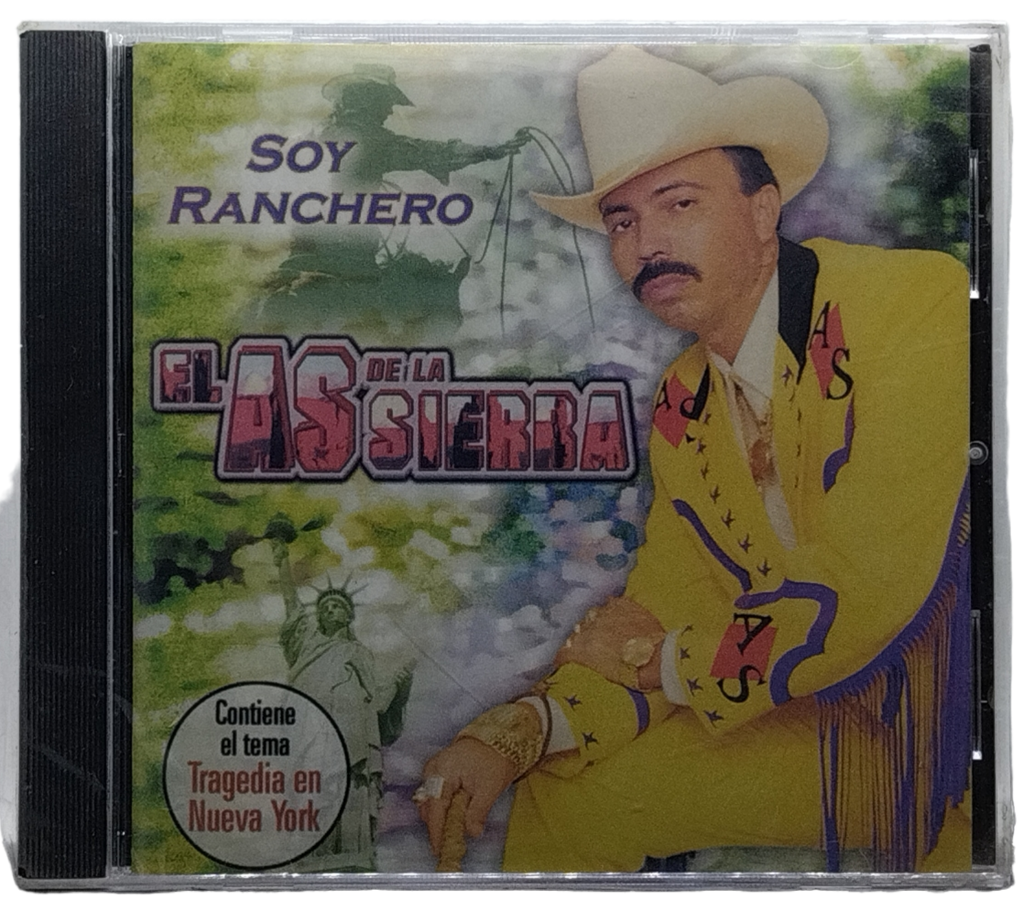 SOY
RANCHERO
EL AS DE LA
SIERRA
AS
AS
AS
Contiene
el tema
Tragedia en
Nueva York